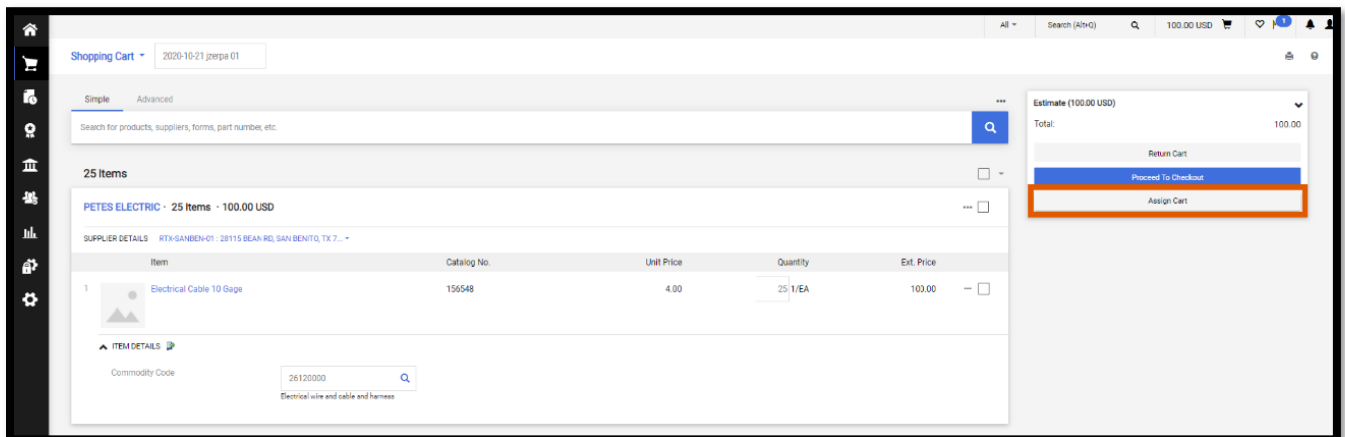 All
Search (Alt+Q)
100.00 USD
1
Shopping Cart
2020-10-21 jzerpa 01
Simple
Advanced
Search for products, suppliers, forms, part number, etc.
Estimate (100.00 USD)
Total:
100.00
Return Cart
Proceed To Checkout
Assign Cart
25 Items
PETES ELECTRIC · 25 Items · 100.00 USD
SUPPLIER DETAILS RTX-SANBEN-01 : 28115 BEAN RD, SAN BENITO, TX 7...
Item Catalog No. Unit Price Quantity Ext. Price
1 Electrical Cable 10 Gage 156548 4.00 25 1/EA 100.00
ITEM DETAILS
Commodity Code
26120000
Electrical wire and cable and harness